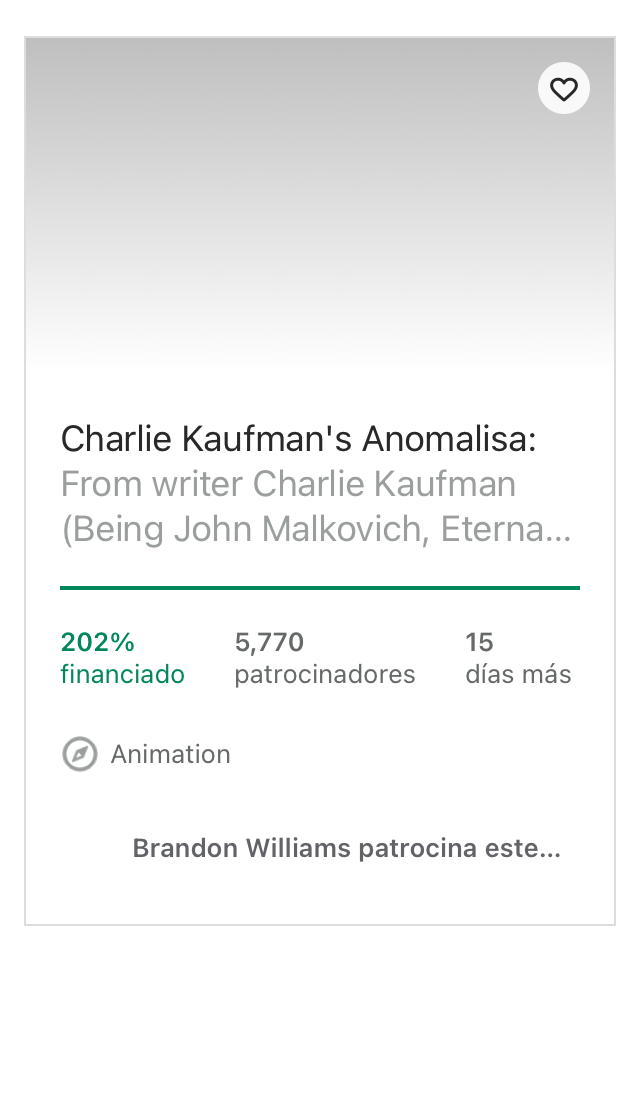 Charlie Kaufman's Anomalisa:
From writer Charlie Kaufman
(Being John Malkovich, Eterna...
202%
financiado
5,770
patrocinadores
15
días más
Animation
Brandon Williams patrocina este...